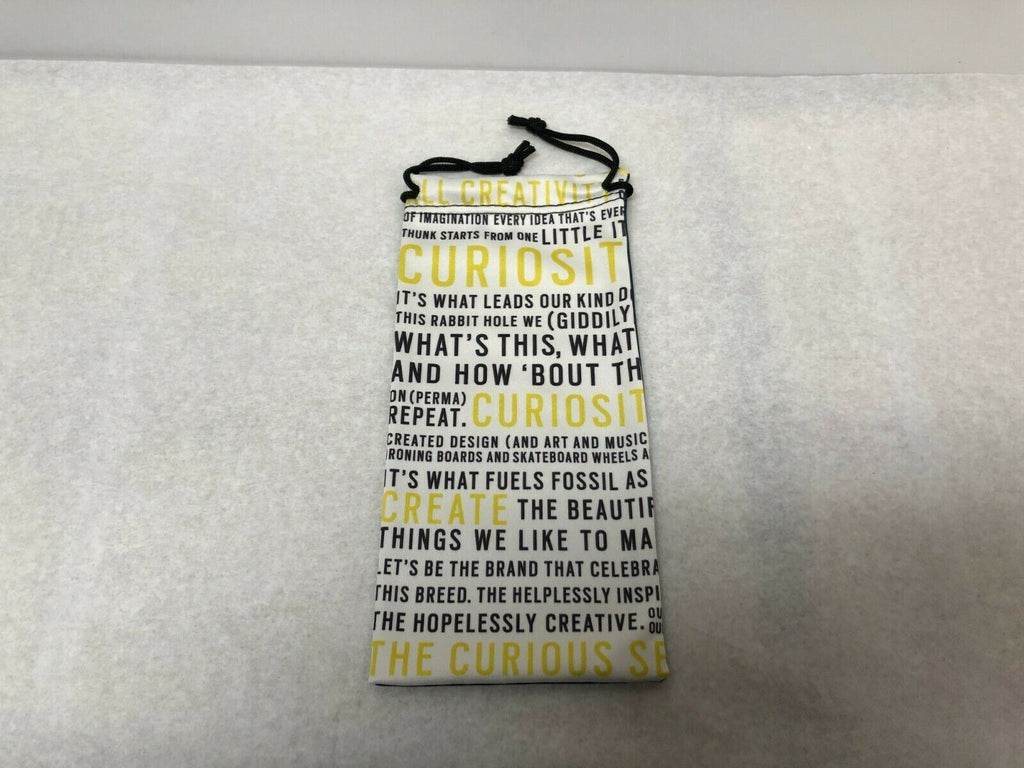 ALL CREATIVITY
OF IMAGINATION EVERY IDEA THAT'S EVER
THUNK STARTS FROM ONE LITTLE IT
CURIOSIT
IT'S WHAT LEADS OUR KIND
THIS RABBIT HOLE WE (GIDDILY
WHAT'S THIS, WHAT
AND HOW 'BOUT TH
ON (PERMA)
REPEAT. CURIOSIT
CREATED DESIGN (AND ART AND MUSIC
IRONING BOARDS AND SKATEBOARD WHEELS A
IT'S WHAT FUELS FOSSIL AS
CREATE THE BEAUTIF
THINGS WE LIKE TO MA
LET'S BE THE BRAND THAT CELEBRA
THIS BREED. THE HELPLESSLY INSPI
THE HOPELESSLY CREATIVE. OU
OU
THE CURIOUS SE